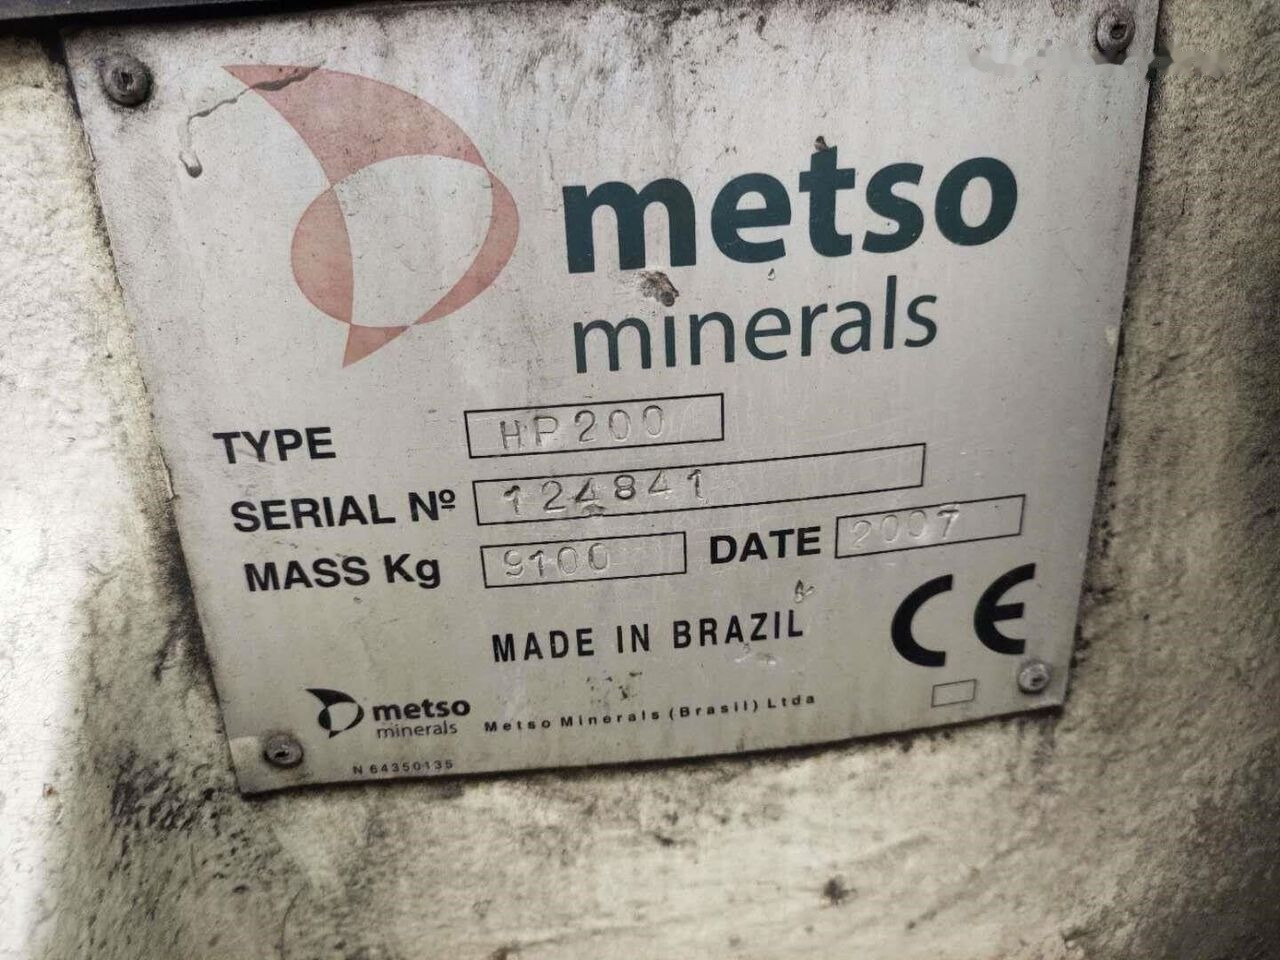 metso
minerals
TYPE HP200
SERIAL Nº 124841
MASS Kg 9100 DATE 2007
MADE IN BRAZIL
CE
metso
minerals
Metso Minerals (Brasil) Ltda
N 64350135